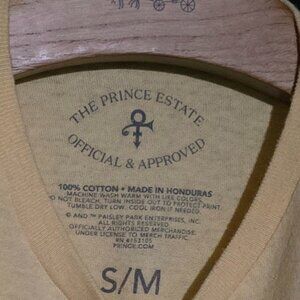 THE PRINCE ESTATE
OFFICIAL & APPROVED
100% COTTON • MADE IN HONDURAS
MACHINE WASH WARM WITH LIKE COLORS.
DO NOT BLEACH. TURN INSIDE OUT TO PROTECT PRINT.
TUMBLE DRY LOW. COOL IRON IF NEEDED.
© AND ™ PAISLEY PARK ENTERPRISES, INC.
ALL RIGHTS RESERVED.
OFFICIALLY AUTHORIZED MERCHANDISE.
UNDER LICENSE TO MERCH TRAFFIC
PRINCE.COM
S/M